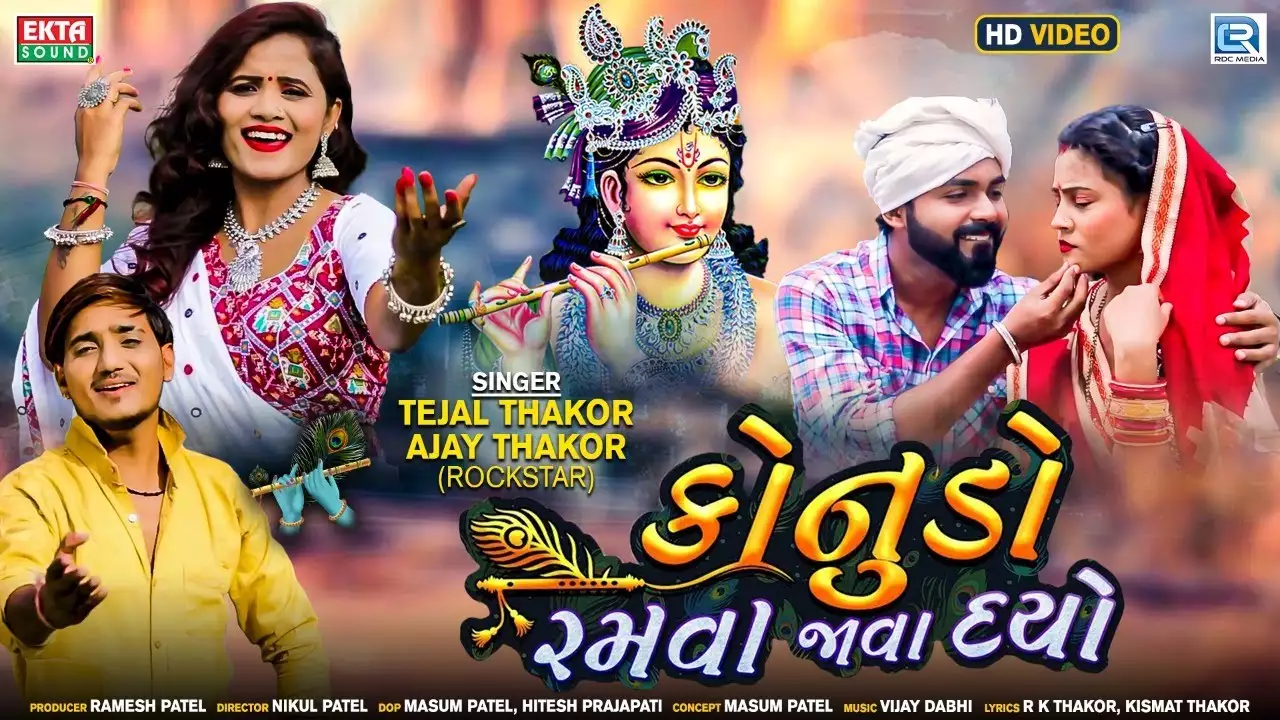 EKTA
SOUND
HD VIDEO
RDC MEDIA
SINGER
TEJAL THAKOR
AJAY THAKOR
(ROCKSTAR)
કોનુડો
રમવા જાવા દયો
PRODUCER RAMESH PATEL DIRECTOR NIKUL PATEL DOP MASUM PATEL, HITESH PRAJAPATI CONCEPT MASUM PATEL MUSIC VIJAY DABHI LYRICS R K THAKOR, KISMAT THAKOR